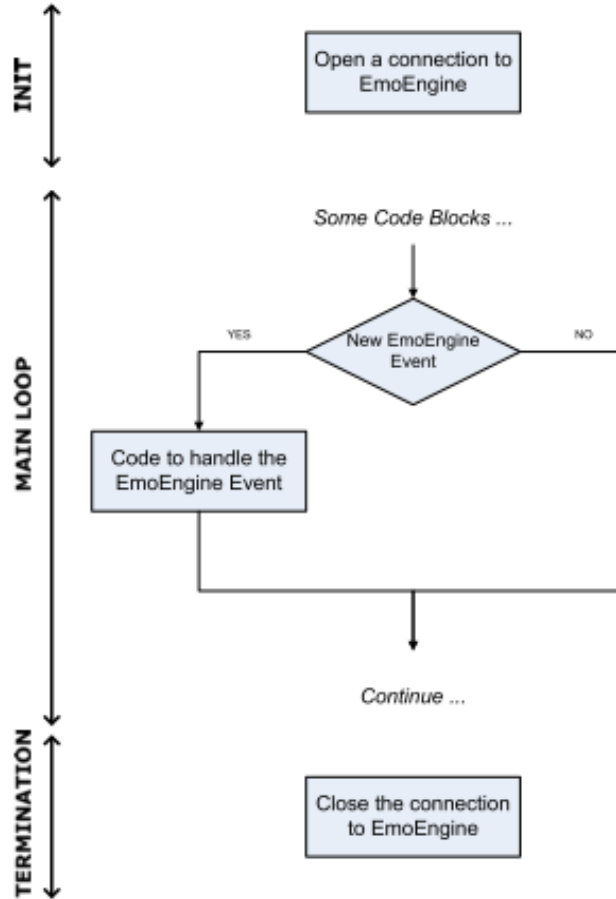 INIT
Open a connection to
EmoEngine
MAIN LOOP
Some Code Blocks ...
New EmoEngine
Event
YES
NO
Code to handle the
EmoEngine Event
Continue ...
TERMINATION
Close the connection
to EmoEngine